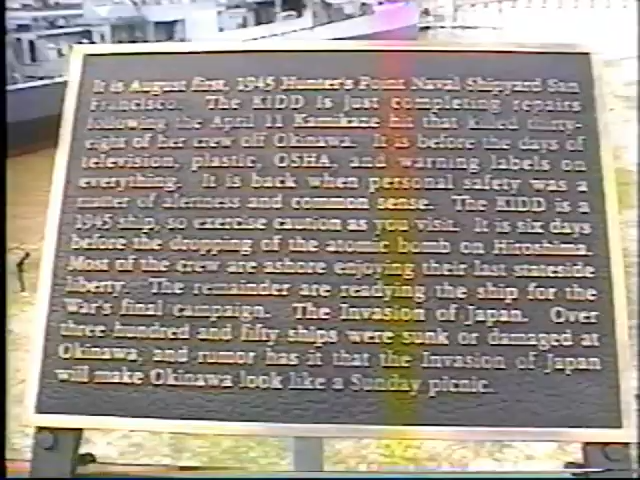 It is August first, 1945 Hunter's Point Naval Shipyard San
Francisco. The KIDD is just completing repairs
following the April 11 Kamikaze hit that killed thirty-
eight of her crew off Okinawa. It is before the days of
television, plastic, OSHA, and warning labels on
everything. It is back when personal safety was a
matter of alertness and common sense. The KIDD is a
1945 ship, so exercise caution as you visit. It is six days
before the dropping of the atomic bomb on Hiroshima.
Most of the crew are ashore enjoying their last stateside
liberty. The remainder are readying the ship for the
War's final campaign. The Invasion of Japan. Over
three hundred and fifty ships were sunk or damaged at
Okinawa, and rumor has it that the Invasion of Japan
will make Okinawa look like a Sunday picnic.